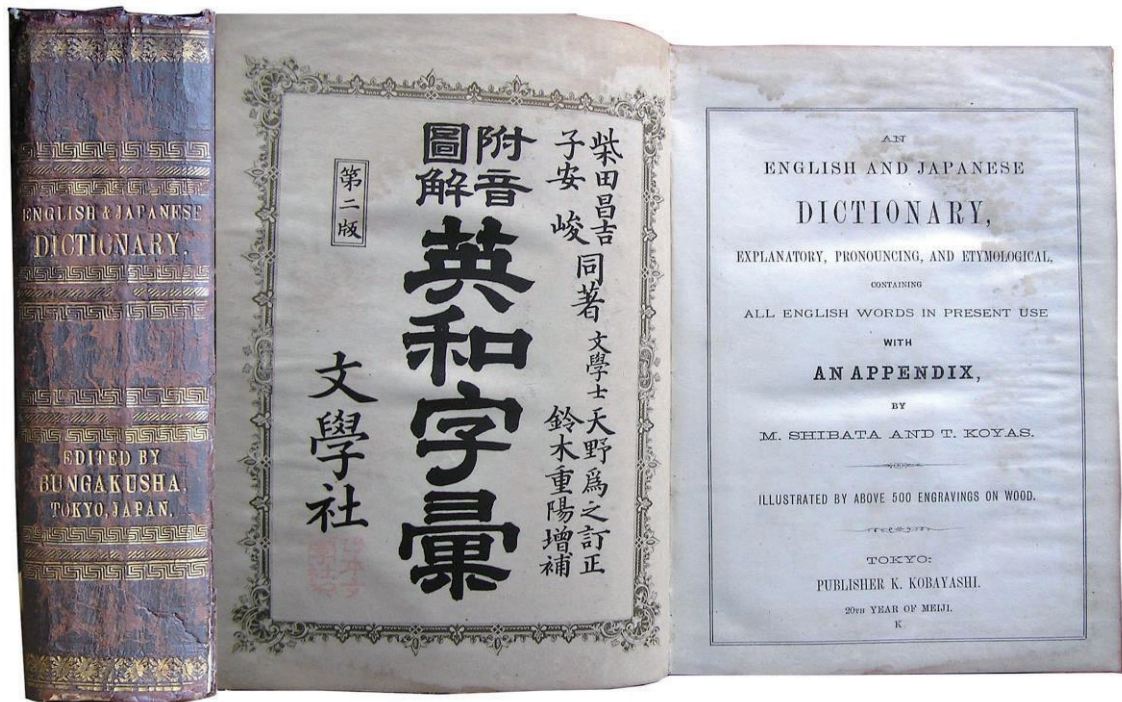 ENGLISH & JAPANESE
DICTIONARY,
EDITED BY
BUNGAKUSHA,
TOKYO, JAPAN,
柴田昌吉
子安 峻
同著
文學士
天野爲之訂正
鈴木重陽增補
附音
圖解
英和字彙
第二版
文學社
AN
ENGLISH AND JAPANESE
DICTIONARY,
EXPLANATORY, PRONOUNCING, AND ETYMOLOGICAL,
CONTAINING
ALL ENGLISH WORDS IN PRESENT USE
WITH
AN APPENDIX,
BY
M. SHIBATA AND T. KOYAS.
ILLUSTRATED BY ABOVE 500 ENGRAVINGS ON WOOD.
TOKYO:
PUBLISHER K. KOBAYASHI.
20TH YEAR OF MEIJI.
K.